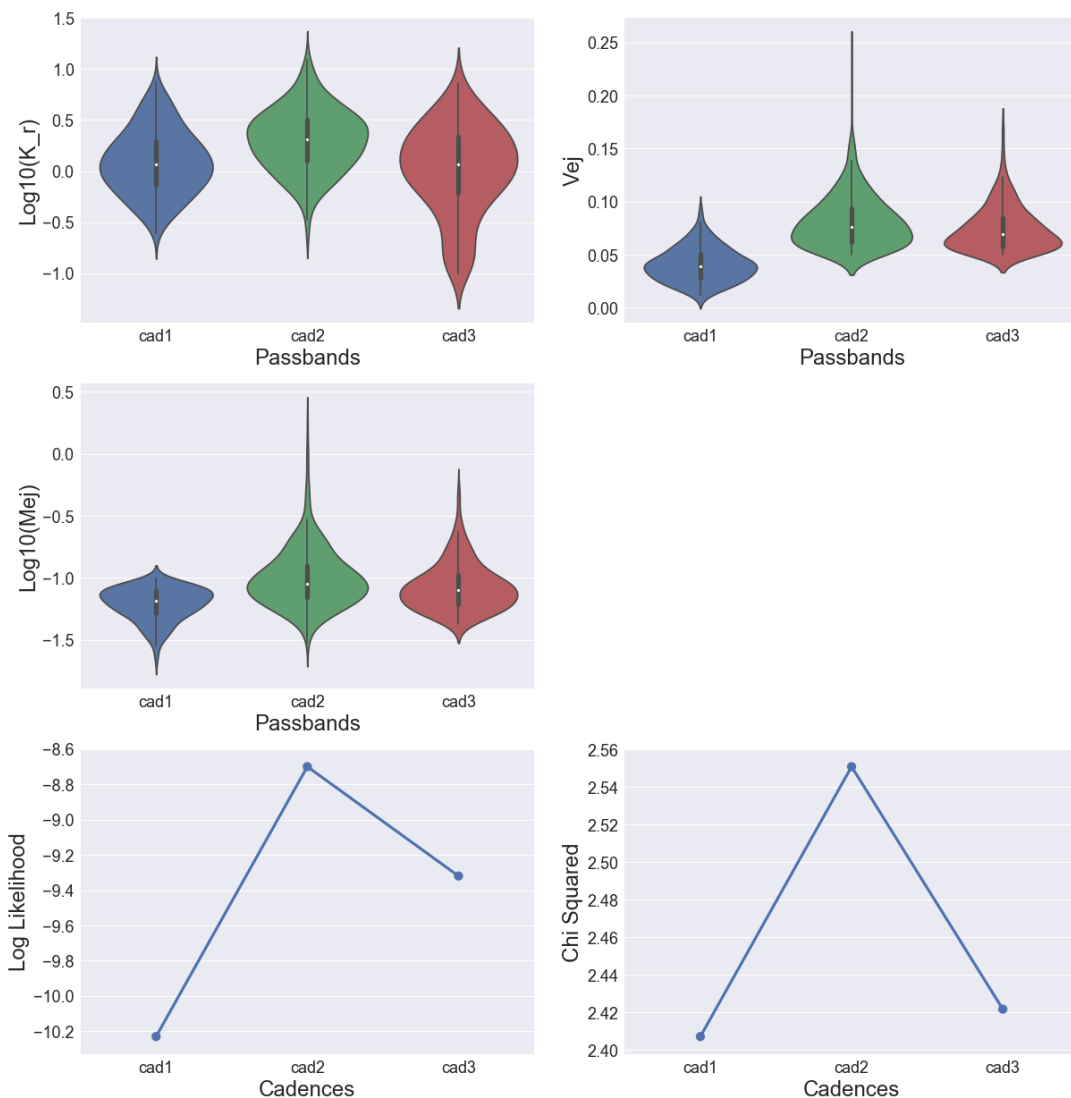 Log10(K_r)
1.5
1.0
0.5
0.0
−0.5
−1.0
cad1 cad2 cad3
Passbands
Vej
0.25
0.20
0.15
0.10
0.05
0.00
cad1 cad2 cad3
Passbands
Log10(Mej)
0.5
0.0
−0.5
−1.0
−1.5
cad1 cad2 cad3
Passbands
Log Likelihood
−8.6
−8.8
−9.0
−9.2
−9.4
−9.6
−9.8
−10.0
−10.2
cad1 cad2 cad3
Cadences
Chi Squared
2.56
2.54
2.52
2.50
2.48
2.46
2.44
2.42
2.40
cad1 cad2 cad3
Cadences